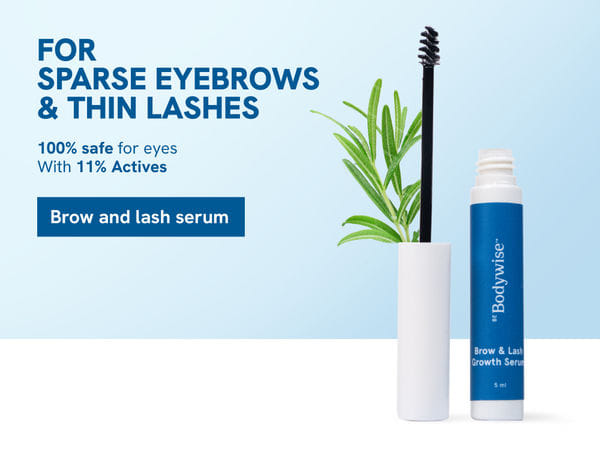 FOR
SPARSE EYEBROWS
& THIN LASHES
100% safe for eyes
With 11% Actives
Brow and lash serum
BE Bodywise™
Brow & Lash
Growth Serum
5 ml